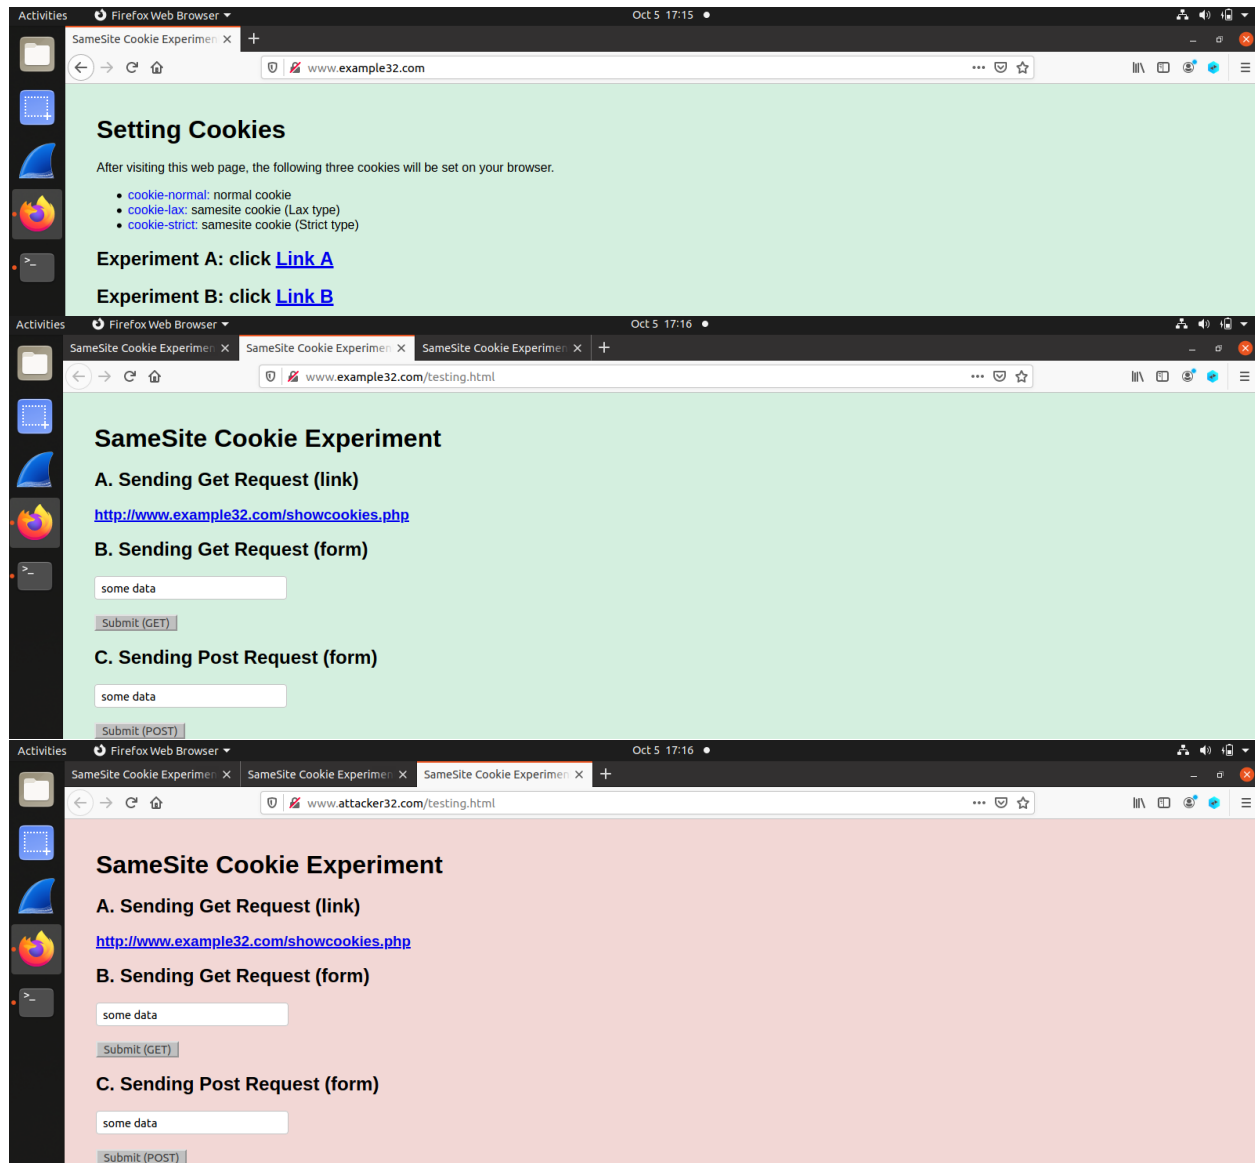 Activities Firefox Web Browser Oct 5 17:15
SameSite Cookie Experimen
www.example32.com
Setting Cookies
After visiting this web page, the following three cookies will be set on your browser.
cookie-normal: normal cookie
cookie-lax: samesite cookie (Lax type)
cookie-strict: samesite cookie (Strict type)
Experiment A: click Link A
Experiment B: click Link B
Activities Firefox Web Browser Oct 5 17:16
SameSite Cookie Experimen SameSite Cookie Experimen SameSite Cookie Experimen
www.example32.com/testing.html
SameSite Cookie Experiment
A. Sending Get Request (link)
http://www.example32.com/showcookies.php
B. Sending Get Request (form)
some data
Submit (GET)
C. Sending Post Request (form)
some data
Submit (POST)
Activities Firefox Web Browser Oct 5 17:16
SameSite Cookie Experimen SameSite Cookie Experimen SameSite Cookie Experimen
www.attacker32.com/testing.html
SameSite Cookie Experiment
A. Sending Get Request (link)
http://www.example32.com/showcookies.php
B. Sending Get Request (form)
some data
Submit (GET)
C. Sending Post Request (form)
some data
Submit (POST)